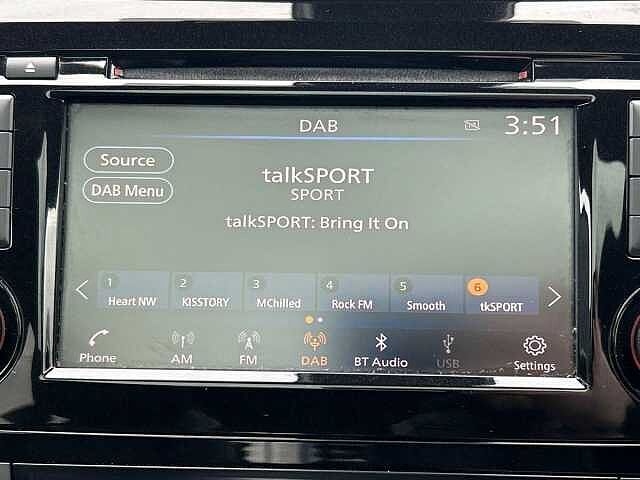 DAB
3:51
Source
DAB Menu
talkSPORT
SPORT
talkSPORT: Bring It On
1 Heart NW
2 KISSTORY
3 MChilled
4 Rock FM
5 Smooth
6 tkSPORT
Phone
AM
FM
DAB
BT Audio
USB
Settings